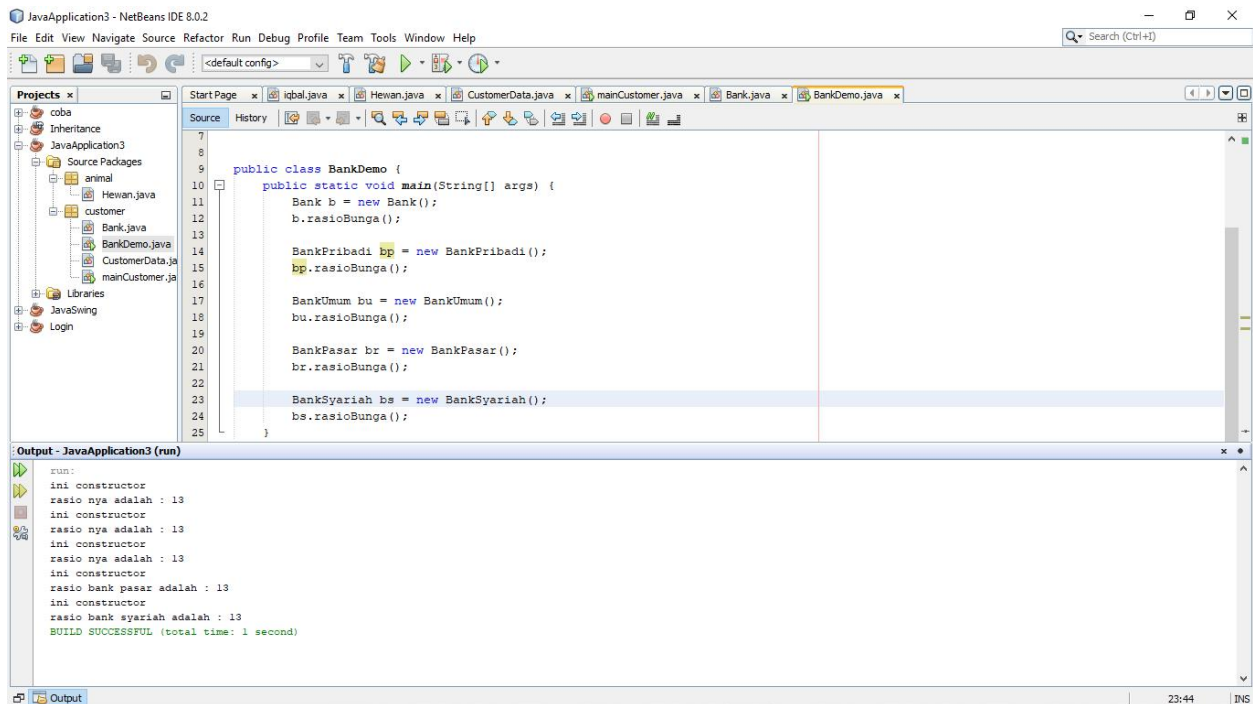 JavaApplication3 - NetBeans IDE 8.0.2
File Edit View Navigate Source Refactor Run Debug Profile Team Tools Window Help
Search (Ctrl+I)
<default config>
Projects
coba
Inheritance
JavaApplication3
Source Packages
animal
Hewan.java
customer
Bank.java
BankDemo.java
CustomerData.ja
mainCustomer.ja
Libraries
JavaSwing
Login
Start Page iqbal.java Hewan.java CustomerData.java mainCustomer.java Bank.java BankDemo.java
Source History
7
8
9 public class BankDemo {
10 public static void main(String[] args) {
11 Bank b = new Bank();
12 b.rasioBunga();
13
14 BankPribadi bp = new BankPribadi();
15 bp.rasioBunga();
16
17 BankUmum bu = new BankUmum();
18 bu.rasioBunga();
19
20 BankPasar br = new BankPasar();
21 br.rasioBunga();
22
23 BankSyariah bs = new BankSyariah();
24 bs.rasioBunga();
25 }
Output - JavaApplication3 (run)
run:
ini constructor
rasio nya adalah : 13
ini constructor
rasio nya adalah : 13
ini constructor
rasio nya adalah : 13
ini constructor
rasio bank pasar adalah : 13
ini constructor
rasio bank syariah adalah : 13
BUILD SUCCESSFUL (total time: 1 second)
Output
23:44 INS